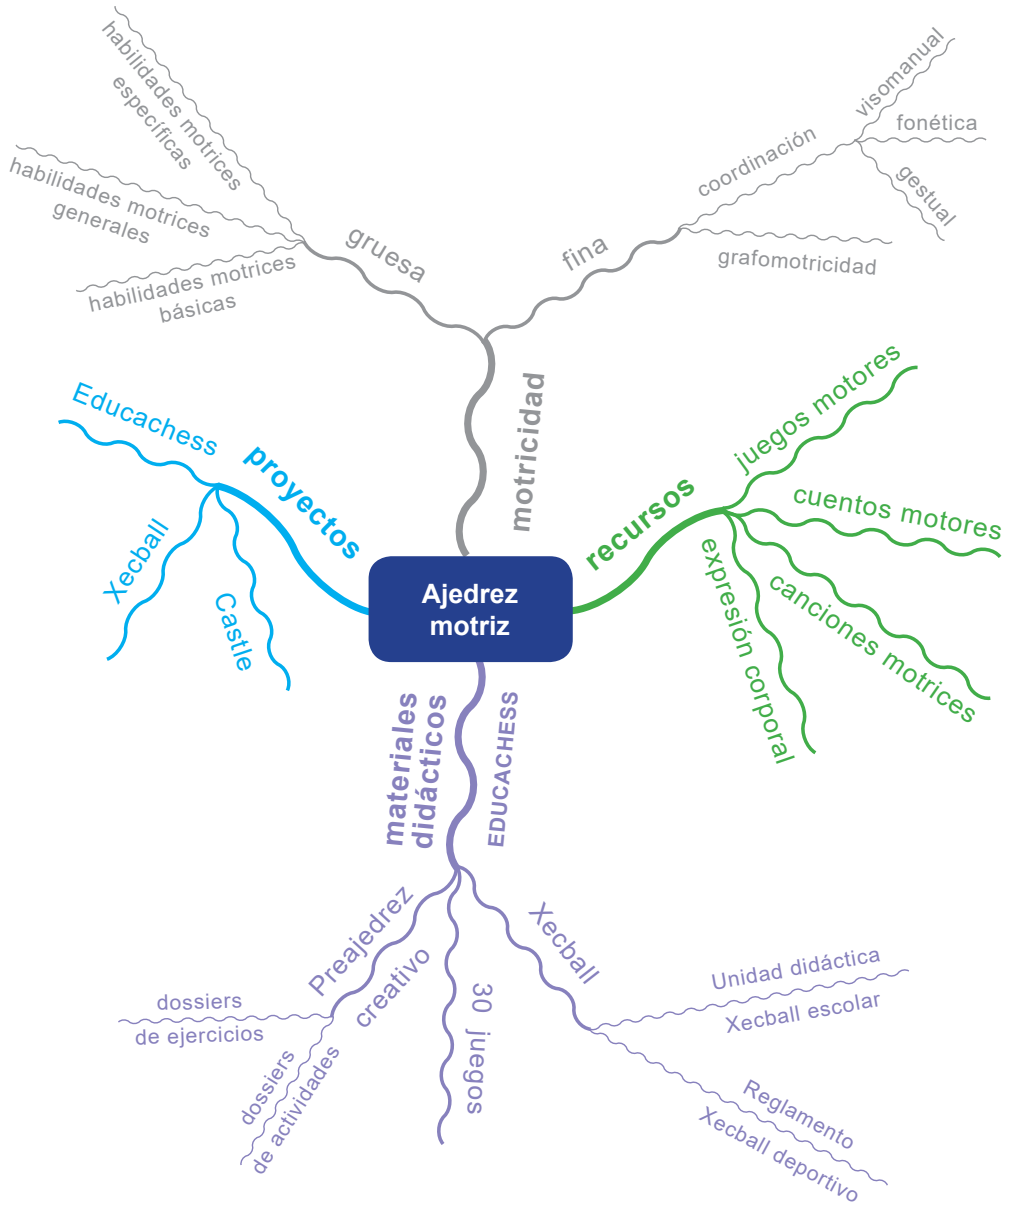 habilidades motrices
específicas
habilidades motrices
generales
habilidades motrices
básicas
gruesa
fina
coordinación
visomanual
fonética
gestual
grafomotricidad
motricidad
Educachess
proyectos
Xecball
Castle
recursos
juegos motores
cuentos motores
canciones motrices
expresión corporal
Ajedrez
motriz
materiales
didácticos
EDUCACHESS
Preajedrez
creativo
30 juegos
Xecball
dossiers
de ejercicios
dossiers
de actividades
Unidad didáctica
Xecball escolar
Reglamento
Xecball deportivo